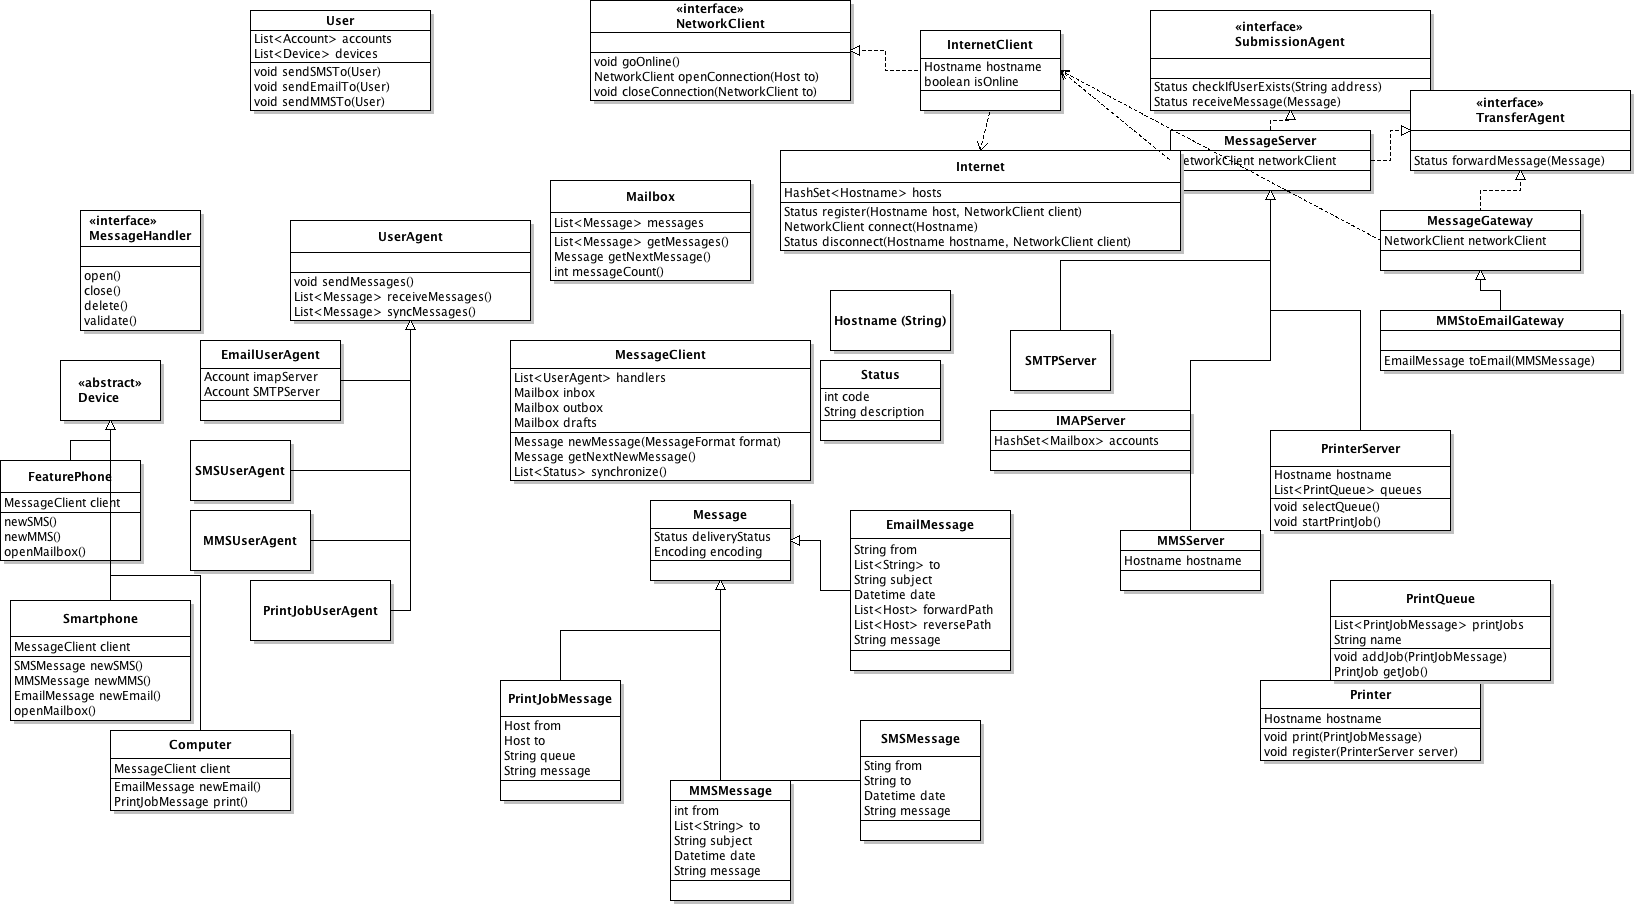 User
List<Account> accounts
List<Device> devices
void sendSMSTo(User)
void sendEmailTo(User)
void sendMMSTo(User)
«interface»
NetworkClient
void goOnline()
NetworkClient openConnection(Host to)
void closeConnection(NetworkClient to)
InternetClient
Hostname hostname
boolean isOnline
«interface»
SubmissionAgent
Status checkIfUserExists(String address)
Status receiveMessage(Message)
«interface»
TransferAgent
Status forwardMessage(Message)
MessageServer
etworkClient networkClient
Internet
HashSet<Hostname> hosts
Status register(Hostname host, NetworkClient client)
NetworkClient connect(Hostname)
Status disconnect(Hostname hostname, NetworkClient client)
MessageGateway
NetworkClient networkClient
MMStoEmailGateway
EmailMessage toEmail(MMSMessage)
Mailbox
List<Message> messages
List<Message> getMessages()
Message getNextMessage()
int messageCount()
«interface»
MessageHandler
open()
close()
delete()
validate()
UserAgent
void sendMessages()
List<Message> receiveMessages()
List<Message> syncMessages()
Hostname (String)
Status
int code
String description
MessageClient
List<UserAgent> handlers
Mailbox inbox
Mailbox outbox
Mailbox drafts
Message newMessage(MessageFormat format)
Message getNextNewMessage()
List<Status> synchronize()
EmailUserAgent
Account imapServer
Account SMTPServer
«abstract»
Device
SMSUserAgent
MMSUserAgent
PrintJobUserAgent
FeaturePhone
MessageClient client
newSMS()
newMMS()
openMailbox()
Smartphone
MessageClient client
SMSMessage newSMS()
MMSMessage newMMS()
EmailMessage newEmail()
openMailbox()
Computer
MessageClient client
EmailMessage newEmail()
PrintJobMessage print()
SMTPServer
IMAPServer
HashSet<Mailbox> accounts
PrinterServer
Hostname hostname
List<PrintQueue> queues
void selectQueue()
void startPrintJob()
MMSServer
Hostname hostname
Message
Status deliveryStatus
Encoding encoding
EmailMessage
String from
List<String> to
String subject
Datetime date
List<Host> forwardPath
List<Host> reversePath
String message
PrintJobMessage
Host from
Host to
String queue
String message
MMSMessage
int from
List<String> to
String subject
Datetime date
String message
SMSMessage
Sting from
String to
Datetime date
String message
PrintQueue
List<PrintJobMessage> printJobs
String name
void addJob(PrintJobMessage)
PrintJob getJob()
Printer
Hostname hostname
void print(PrintJobMessage)
void register(PrinterServer server)